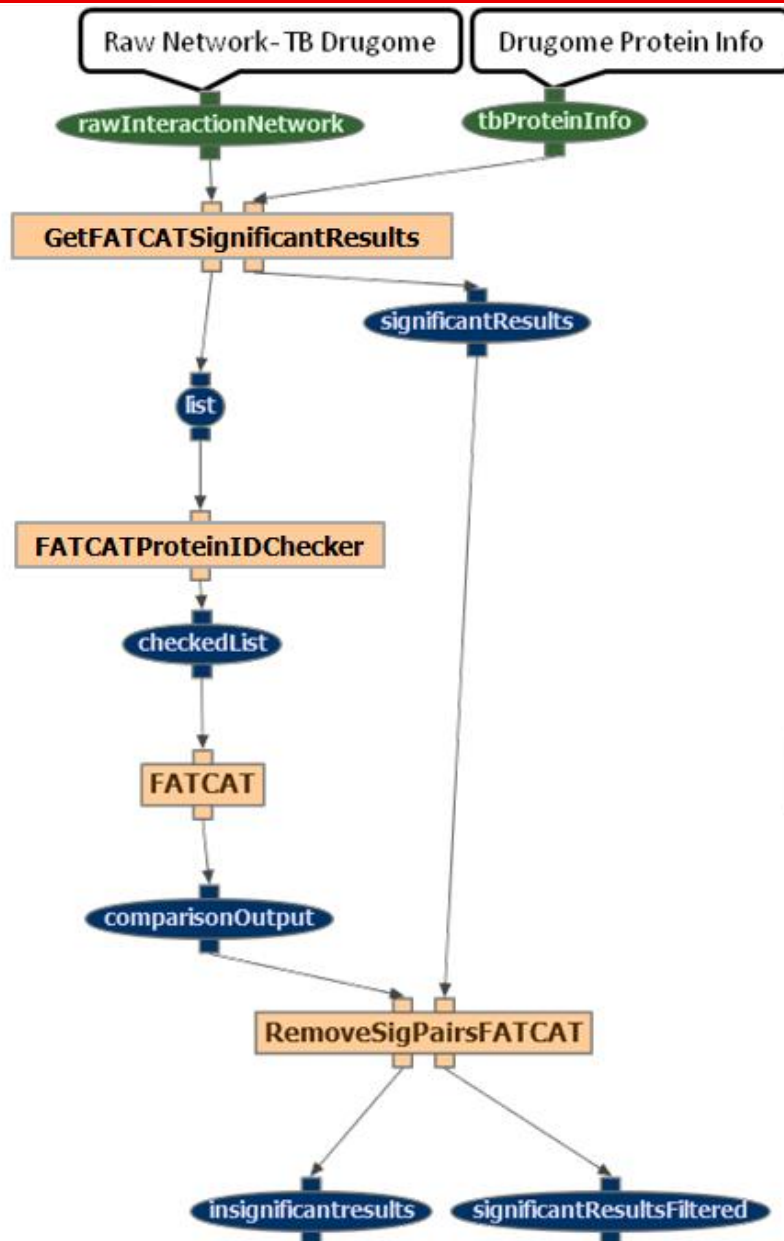 Raw Network-TB Drugome
Drugome Protein Info
rawInteractionNetwork
tbProteinInfo
GetFATCATSignificantResults
significantResults
list
FATCATProteinIDChecker
checkedList
FATCAT
comparisonOutput
RemoveSigPairsFATCAT
insignificantresults
significantResultsFiltered